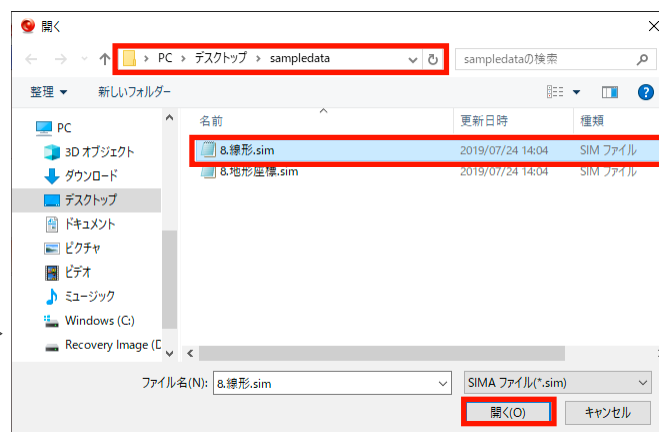 開く
PC > デスクトップ > sampledata
sampledataの検索
整理 新しいフォルダー
名前 更新日時 種類
PC
3D オブジェクト
ダウンロード
デスクトップ
ドキュメント
ピクチャ
ビデオ
ミュージック
Windows (C:)
Recovery Image (D
8.線形.sim 2019/07/24 14:04 SIM ファイル
8.地形座標.sim 2019/07/24 14:04 SIM ファイル
ファイル名(N): 8.線形.sim SIMA ファイル(*.sim)
開く(O) キャンセル